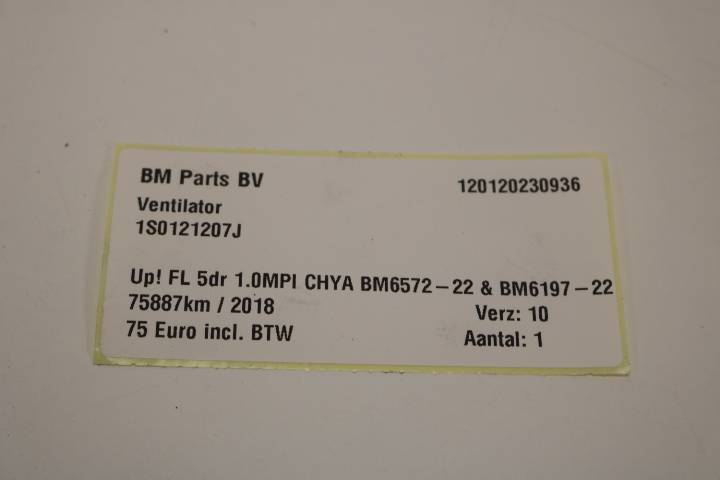 BM Parts BV 120120230936
Ventilator
1S0121207J
Up! FL 5dr 1.0MPI CHYA BM6572-22 & BM6197-22
75887km / 2018 Verz: 10
75 Euro incl. BTW Aantal: 1